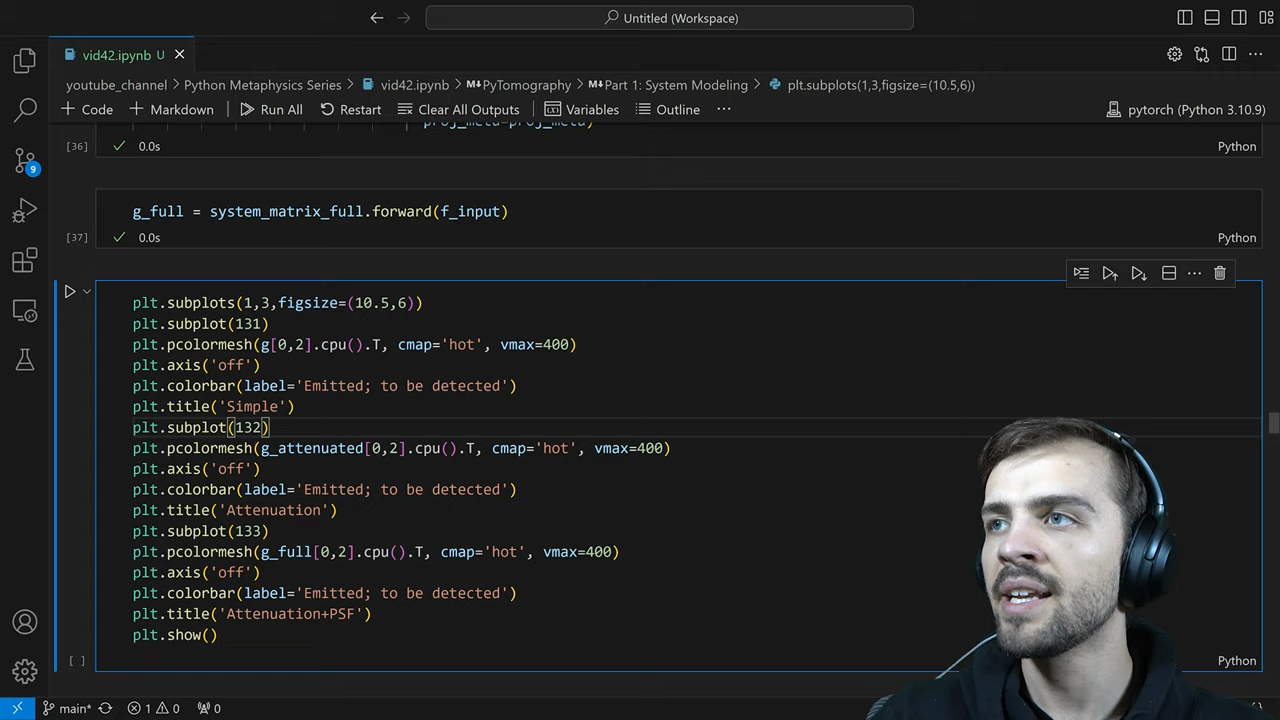 Untitled (Workspace)
vid42.ipynb U
youtube_channel > Python Metaphysics Series > vid42.ipynb > M↓PyTomography > M↓Part 1: System Modeling > plt.subplots(1,3,figsize=(10.5,6))
+ Code + Markdown Run All Restart Clear All Outputs Variables Outline ... pytorch (Python 3.10.9)
proj_meta=proj_meta)
[36] 0.0s Python
g_full = system_matrix_full.forward(f_input)
[37] 0.0s Python
plt.subplots(1,3,figsize=(10.5,6))
plt.subplot(131)
plt.pcolormesh(g[0,2].cpu().T, cmap='hot', vmax=400)
plt.axis('off')
plt.colorbar(label='Emitted; to be detected')
plt.title('Simple')
plt.subplot(132)
plt.pcolormesh(g_attenuated[0,2].cpu().T, cmap='hot', vmax=400)
plt.axis('off')
plt.colorbar(label='Emitted; to be detected')
plt.title('Attenuation')
plt.subplot(133)
plt.pcolormesh(g_full[0,2].cpu().T, cmap='hot', vmax=400)
plt.axis('off')
plt.colorbar(label='Emitted; to be detected')
plt.title('Attenuation+PSF')
plt.show()
[ ] Python
9
main* 1 0 0